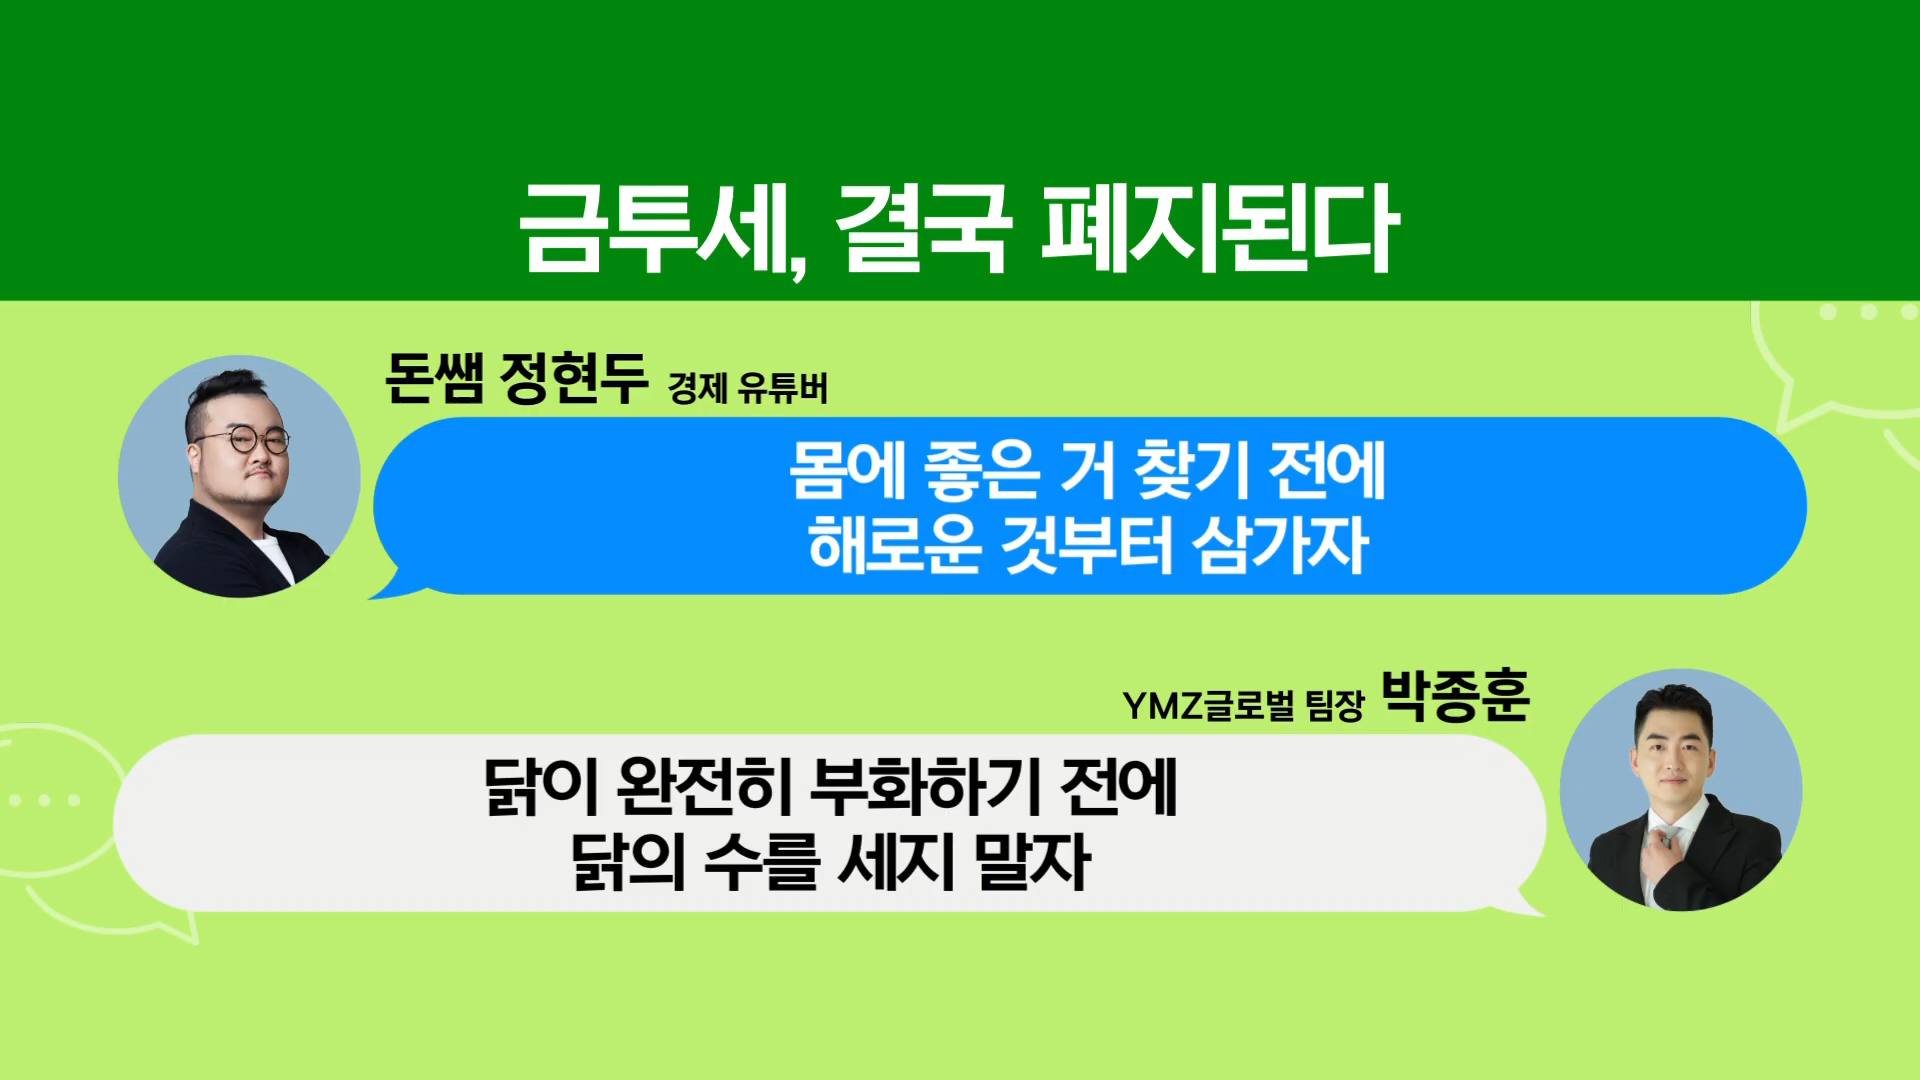 금투세, 결국 폐지된다
돈쌤 정현두 경제 유튜버
몸에 좋은 거 찾기 전에
해로운 것부터 삼가자
YMZ글로벌 팀장 박종훈
닭이 완전히 부화하기 전에
닭의 수를 세지 말자